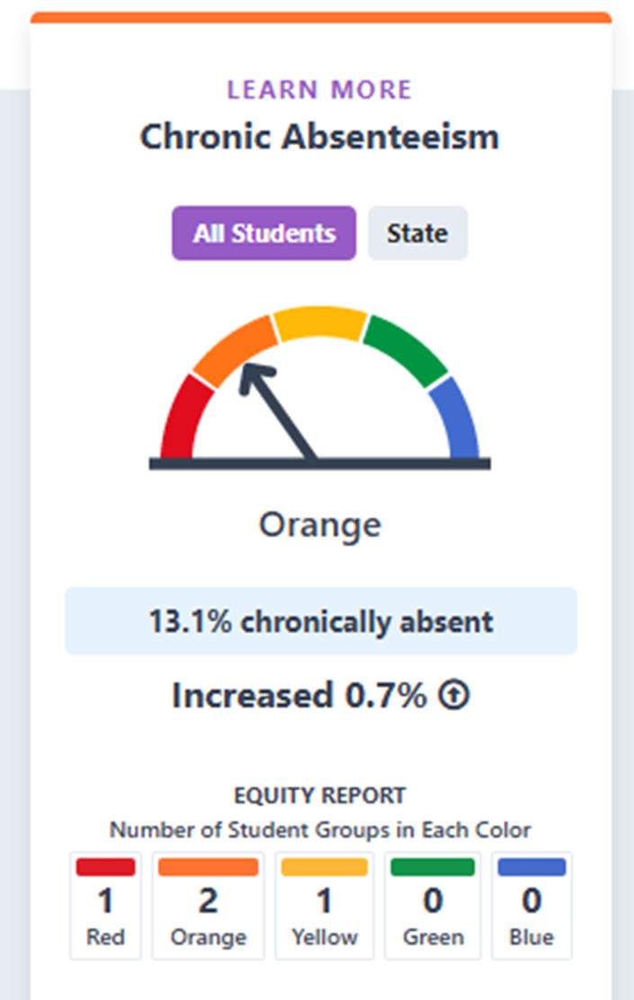 LEARN MORE
Chronic Absenteeism
All Students State
Orange
13.1% chronically absent
Increased 0.7%
EQUITY REPORT
Number of Student Groups in Each Color
1 2 1 0 0
Red Orange Yellow Green Blue